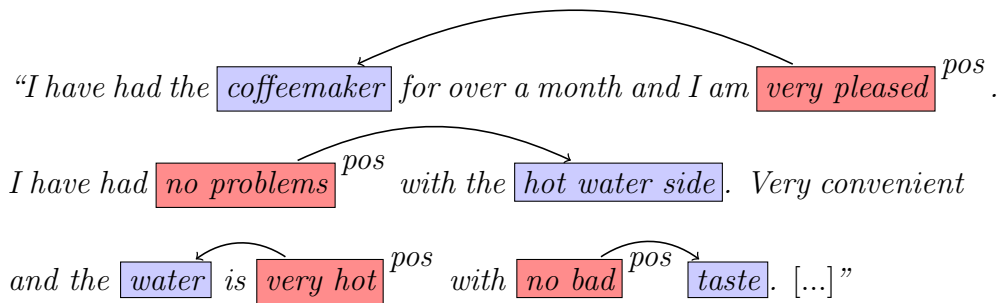 “I have had the coffeemaker for over a month and I am very pleased pos.
I have had no problems pos with the hot water side. Very convenient
and the water is very hot pos with no bad pos taste. [...]”